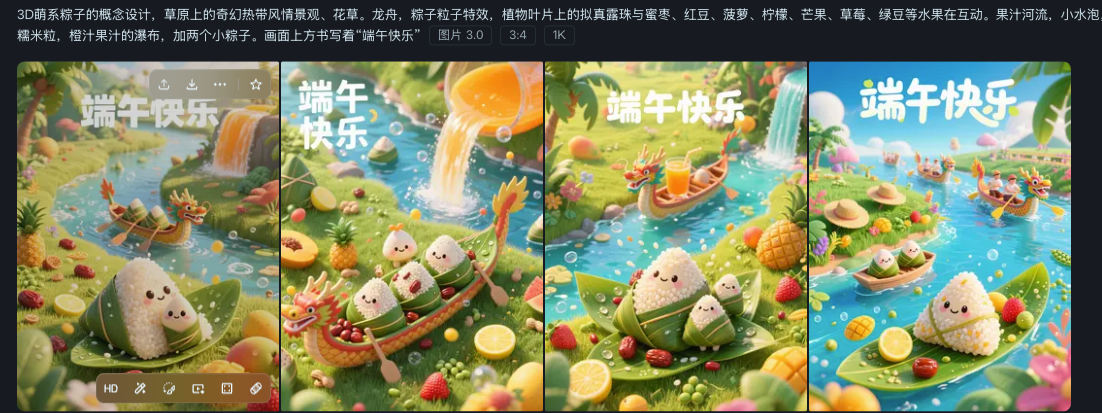 3D萌系粽子的概念设计，草原上的奇幻热带风情景观、花草。龙舟，粽子粒子特效，植物叶片上的拟真露珠与蜜枣、红豆、菠萝、柠檬、芒果、草莓、绿豆等水果在互动。果汁河流，小水泡，
糯米粒，橙汁果汁的瀑布，加两个小粽子。画面上方书写着“端午快乐” 图片 3.0 3:4 1K
端午快乐
端午
快乐
端午快乐
端午快乐
HD